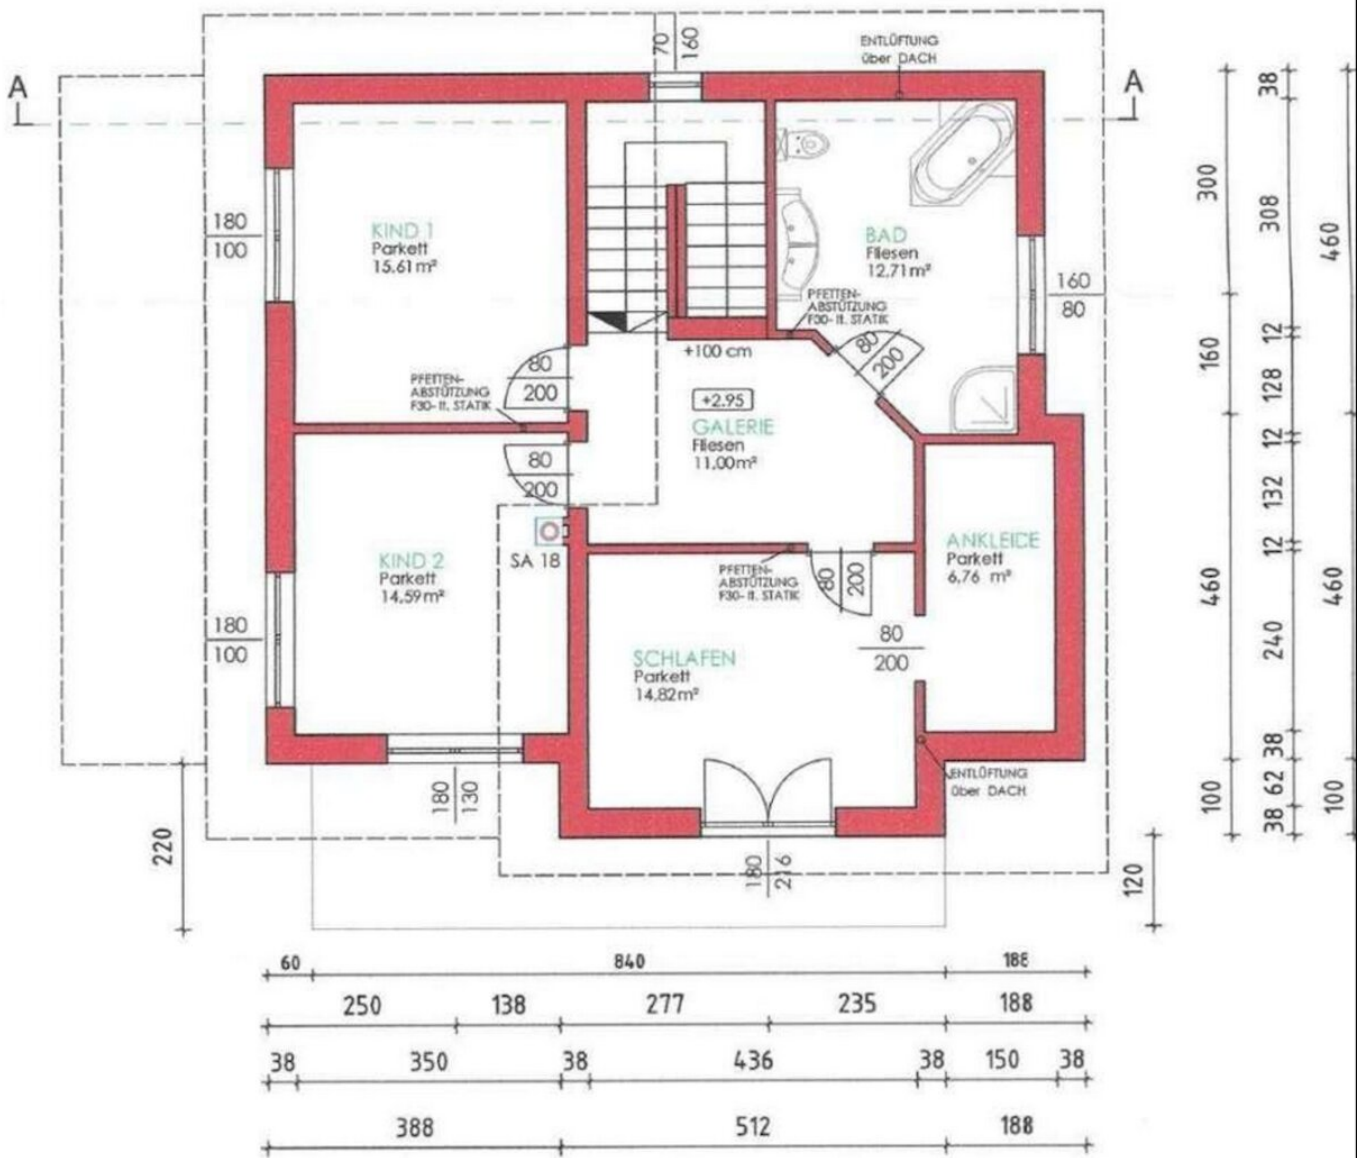 70
160
ENTLÜFTUNG
über DACH
A
A
KIND 1
Parkett
15,61 m²
180
100
BAD
Fliesen
12,71 m²
160
80
PFETTEN-
ABSTÜTZUNG
F30- lt. STATIK
80
200
+100 cm
80
200
PFETTEN-
ABSTÜTZUNG
F30- lt. STATIK
+2.95
GALERIE
Fliesen
11,00 m²
80
200
SA 18
KIND 2
Parkett
14,59 m²
ANKLEIDE
Parkett
6,76 m²
PFETTEN-
ABSTÜTZUNG
F30- lt. STATIK
80
200
80
200
180
100
SCHLAFEN
Parkett
14,82 m²
ENTLÜFTUNG
über DACH
180
130
180
216
220
120
300
160
460
100
38
308
12
128
12
132
12
240
38
62
38
460
460
100
60 840 188
250 138 277 235 188
38 350 38 436 38 150 38
388 512 188